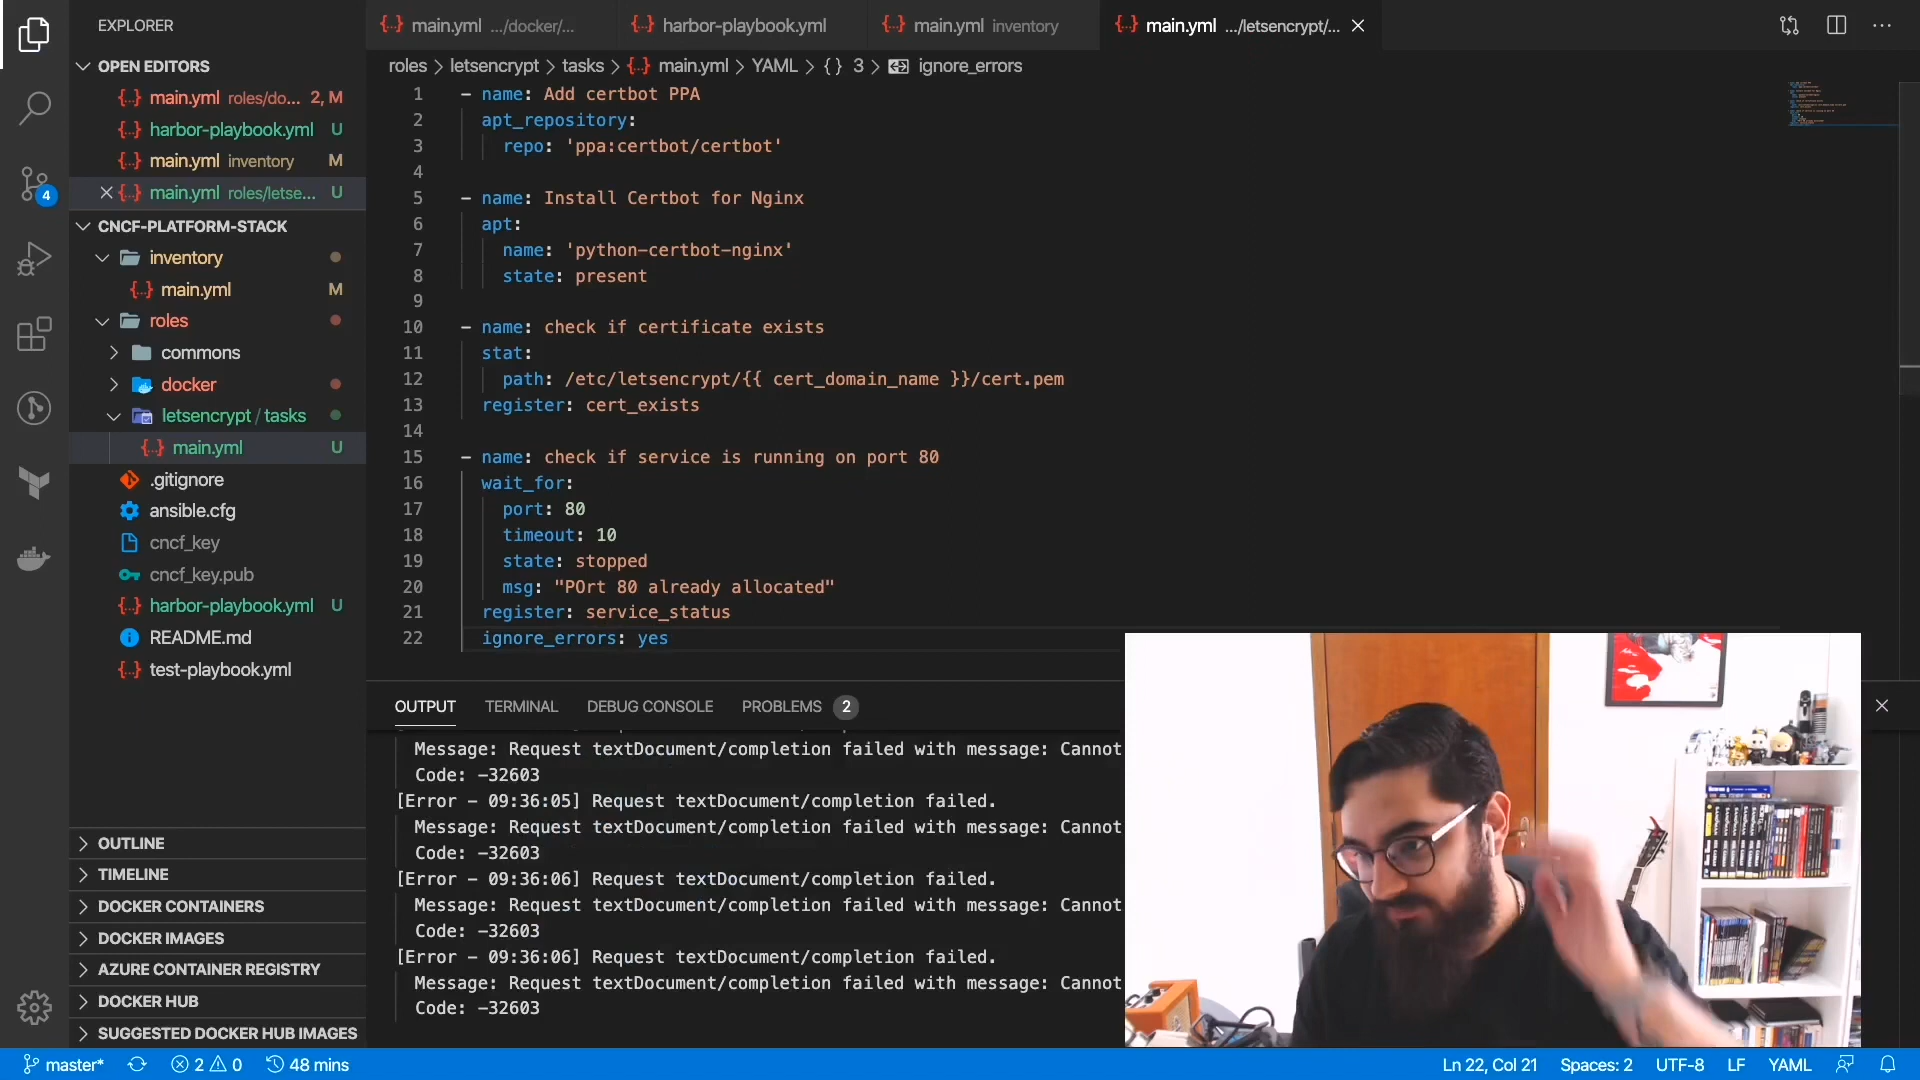 EXPLORER
OPEN EDITORS
main.yml roles/do... 2, M
harbor-playbook.yml U
main.yml inventory M
main.yml roles/letse... U
CNCF-PLATFORM-STACK
inventory
main.yml M
roles
commons
docker
letsencrypt / tasks
main.yml U
.gitignore
ansible.cfg
cncf_key
cncf_key.pub
harbor-playbook.yml U
README.md
test-playbook.yml
OUTLINE
TIMELINE
DOCKER CONTAINERS
DOCKER IMAGES
AZURE CONTAINER REGISTRY
DOCKER HUB
SUGGESTED DOCKER HUB IMAGES
4
main.yml .../docker/...
harbor-playbook.yml
main.yml inventory
main.yml .../letsencrypt/...
roles > letsencrypt > tasks > main.yml > YAML > {} 3 > ignore_errors
1 - name: Add certbot PPA
2 apt_repository:
3 repo: 'ppa:certbot/certbot'
4
5 - name: Install Certbot for Nginx
6 apt:
7 name: 'python-certbot-nginx'
8 state: present
9
10 - name: check if certificate exists
11 stat:
12 path: /etc/letsencrypt/{{ cert_domain_name }}/cert.pem
13 register: cert_exists
14
15 - name: check if service is running on port 80
16 wait_for:
17 port: 80
18 timeout: 10
19 state: stopped
20 msg: "POrt 80 already allocated"
21 register: service_status
22 ignore_errors: yes
OUTPUT TERMINAL DEBUG CONSOLE PROBLEMS 2
Message: Request textDocument/completion failed with message: Cannot
Code: -32603
[Error - 09:36:05] Request textDocument/completion failed.
Message: Request textDocument/completion failed with message: Cannot
Code: -32603
[Error - 09:36:06] Request textDocument/completion failed.
Message: Request textDocument/completion failed with message: Cannot
Code: -32603
[Error - 09:36:06] Request textDocument/completion failed.
Message: Request textDocument/completion failed with message: Cannot
Code: -32603
master* 2 0 48 mins
Ln 22, Col 21 Spaces: 2 UTF-8 LF YAML